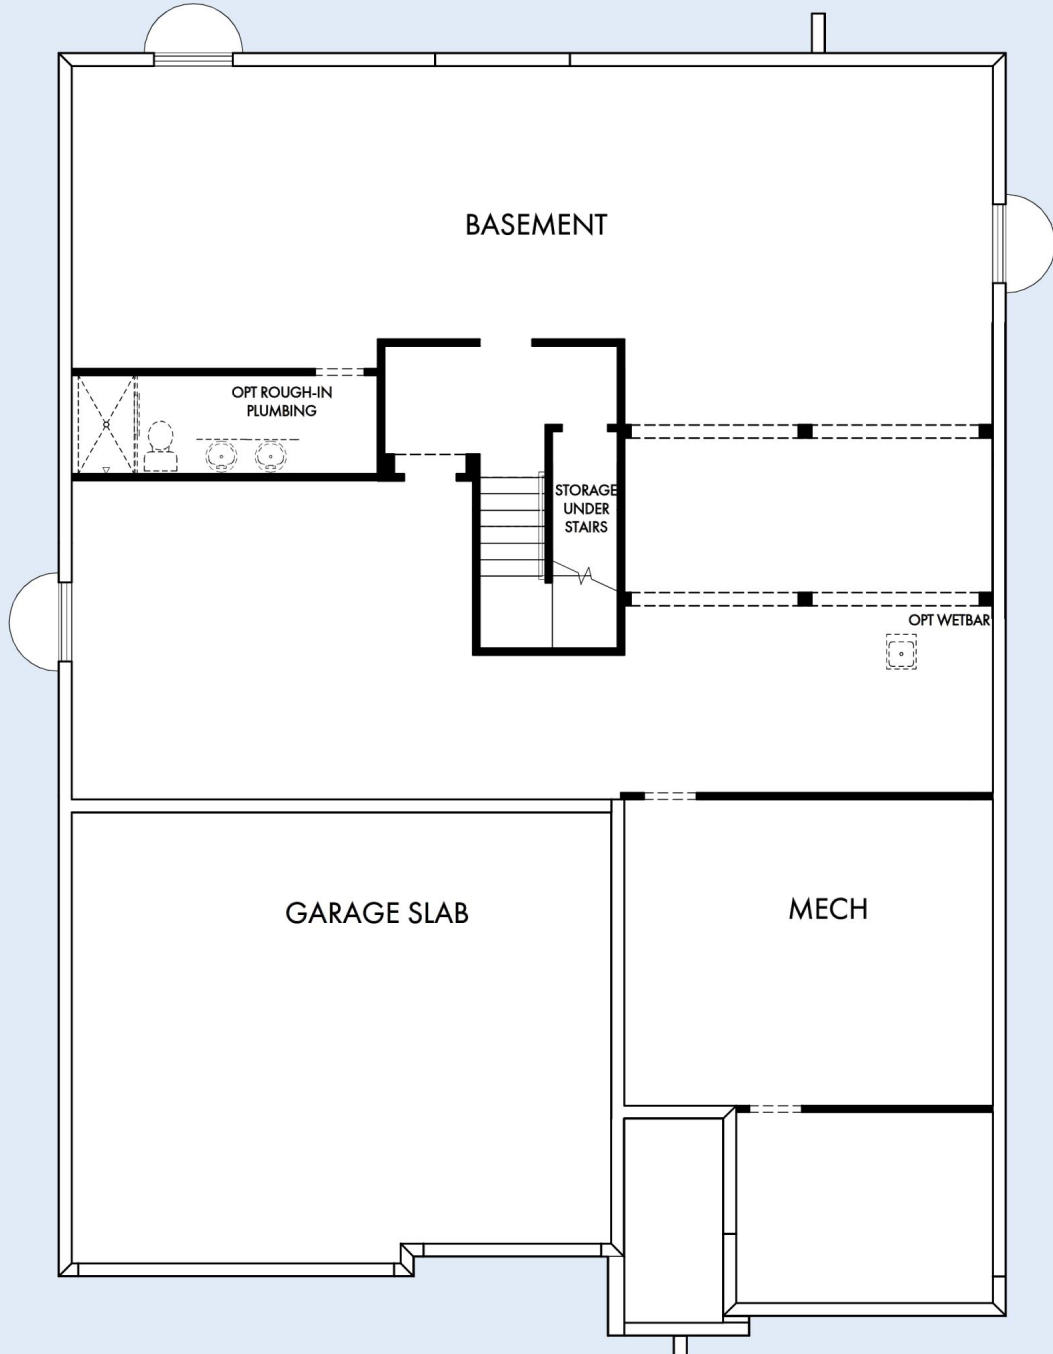 BASEMENT
OPT ROUGH-IN
PLUMBING
STORAGE
UNDER
STAIRS
OPT WETBAR
GARAGE SLAB
MECH